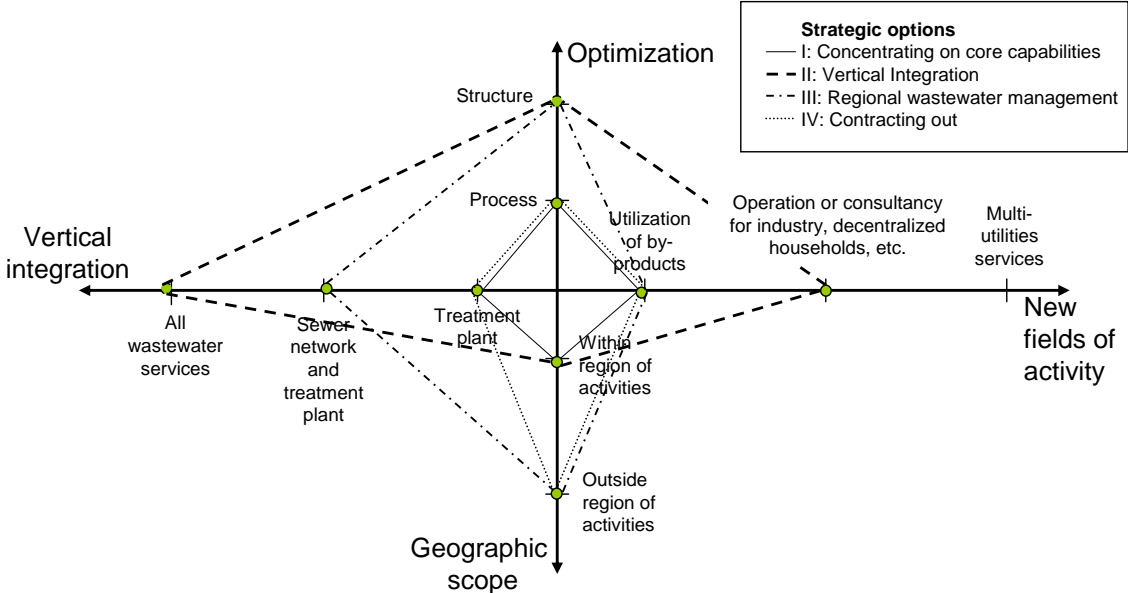 Strategic options
I: Concentrating on core capabilities
II: Vertical Integration
III: Regional wastewater management
IV: Contracting out
Optimization
Structure
Process
Utilization
of by-
products
Operation or consultancy
for industry, decentralized
households, etc.
Multi-
utilities
services
Vertical
integration
All
wastewater
services
Sewer
network
and
treatment
plant
Treatment
plant
Within
region of
activities
New
fields of
activity
Outside
region of
activities
Geographic
scope